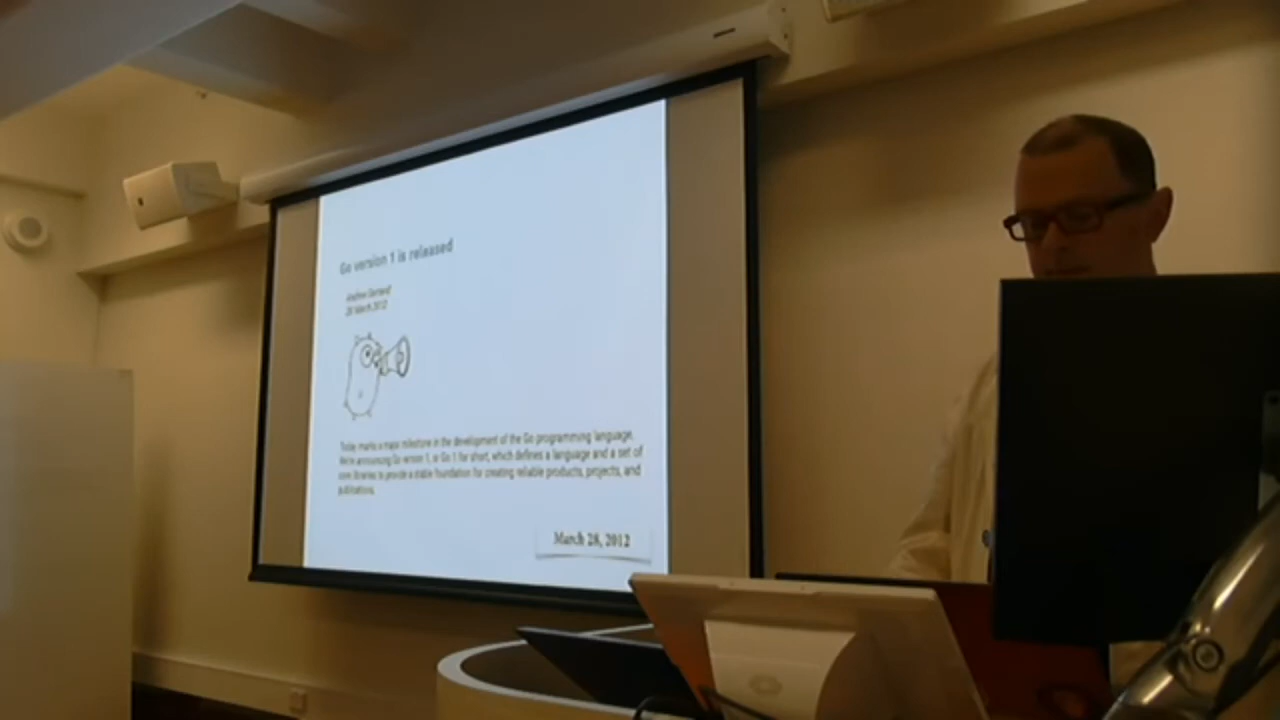 Go version 1 is released
Andrew Gerrand
28 March 2012
Today marks a major milestone in the development of the Go programming language.
We're announcing Go version 1, or Go 1 for short, which defines a language and a set of
core libraries to provide a stable foundation for creating reliable products, projects, and
publications.
March 28, 2012